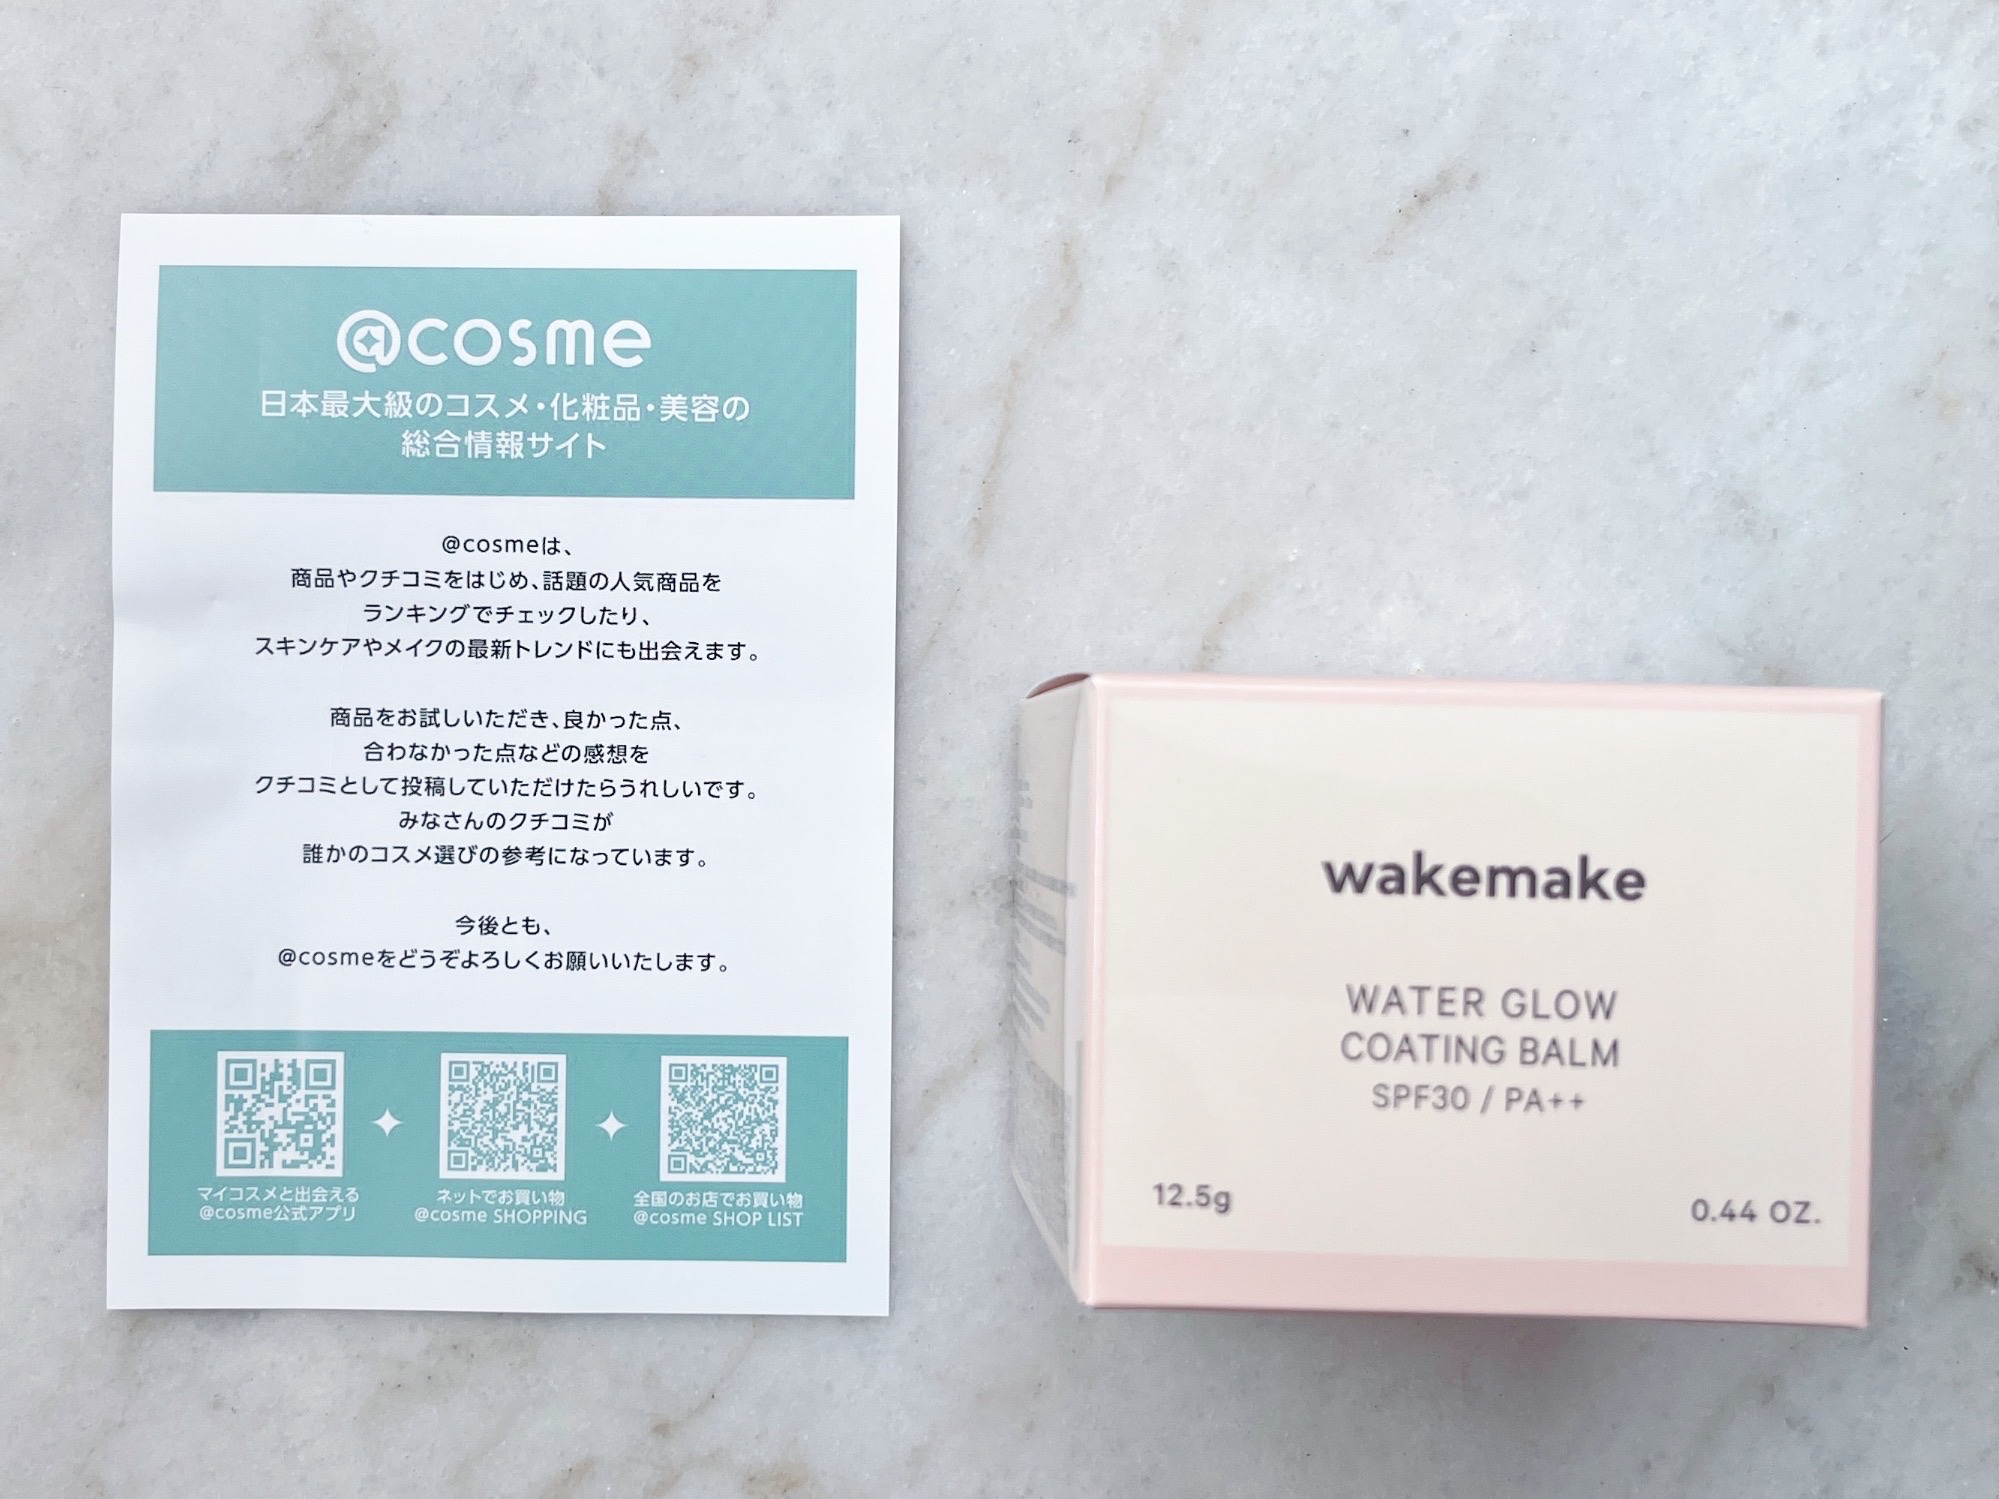 @cosme
日本最大級のコスメ・化粧品・美容の
総合情報サイト
@cosmeは、
商品やクチコミをはじめ、話題の人気商品を
ランキングでチェックしたり、
スキンケアやメイクの最新トレンドにも出会えます。
商品をお試しいただき、良かった点、
合わなかった点などの感想を
クチコミとして投稿していただけたらうれしいです。
みなさんのクチコミが
誰かのコスメ選びの参考になっています。
今後とも、
@cosmeをどうぞよろしくお願いいたします。
マイコスメと出会える
@cosme公式アプリ
ネットでお買い物
@cosme SHOPPING
全国のお店でお買い物
@cosme SHOP LIST
wakemake
WATER GLOW
COATING BALM
SPF30 / PA++
12.5g
0.44 OZ.